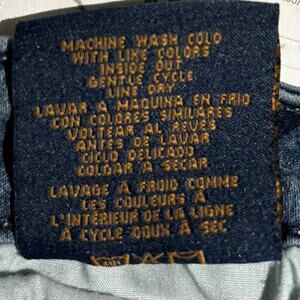 MACHINE WASH COLD
WITH LIKE COLORS
INSIDE OUT
GENTLE CYCLE
LINE DRY
LAVAR A MAQUINA EN FRIO
CON COLORES SIMILARES
VOLTEAR AL REVES
ANTES DE LAVAR
CICLO DELICADO
COLGAR A SECAR
LAVAGE A FROID COMME
LES COULEURS A
L'INTÉRIEUR DE LA LIGNE
À CYCLE DOUX À SEC